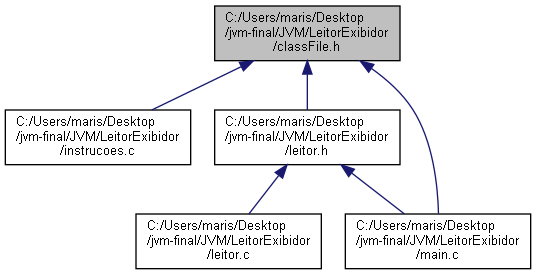 C:/Users/maris/Desktop
/jvm-final/JVM/LeitorExibidor
/classFile.h
C:/Users/maris/Desktop
/jvm-final/JVM/LeitorExibidor
/instrucoes.c
C:/Users/maris/Desktop
/jvm-final/JVM/LeitorExibidor
/leitor.h
C:/Users/maris/Desktop
/jvm-final/JVM/LeitorExibidor
/leitor.c
C:/Users/maris/Desktop
/jvm-final/JVM/LeitorExibidor
/main.c